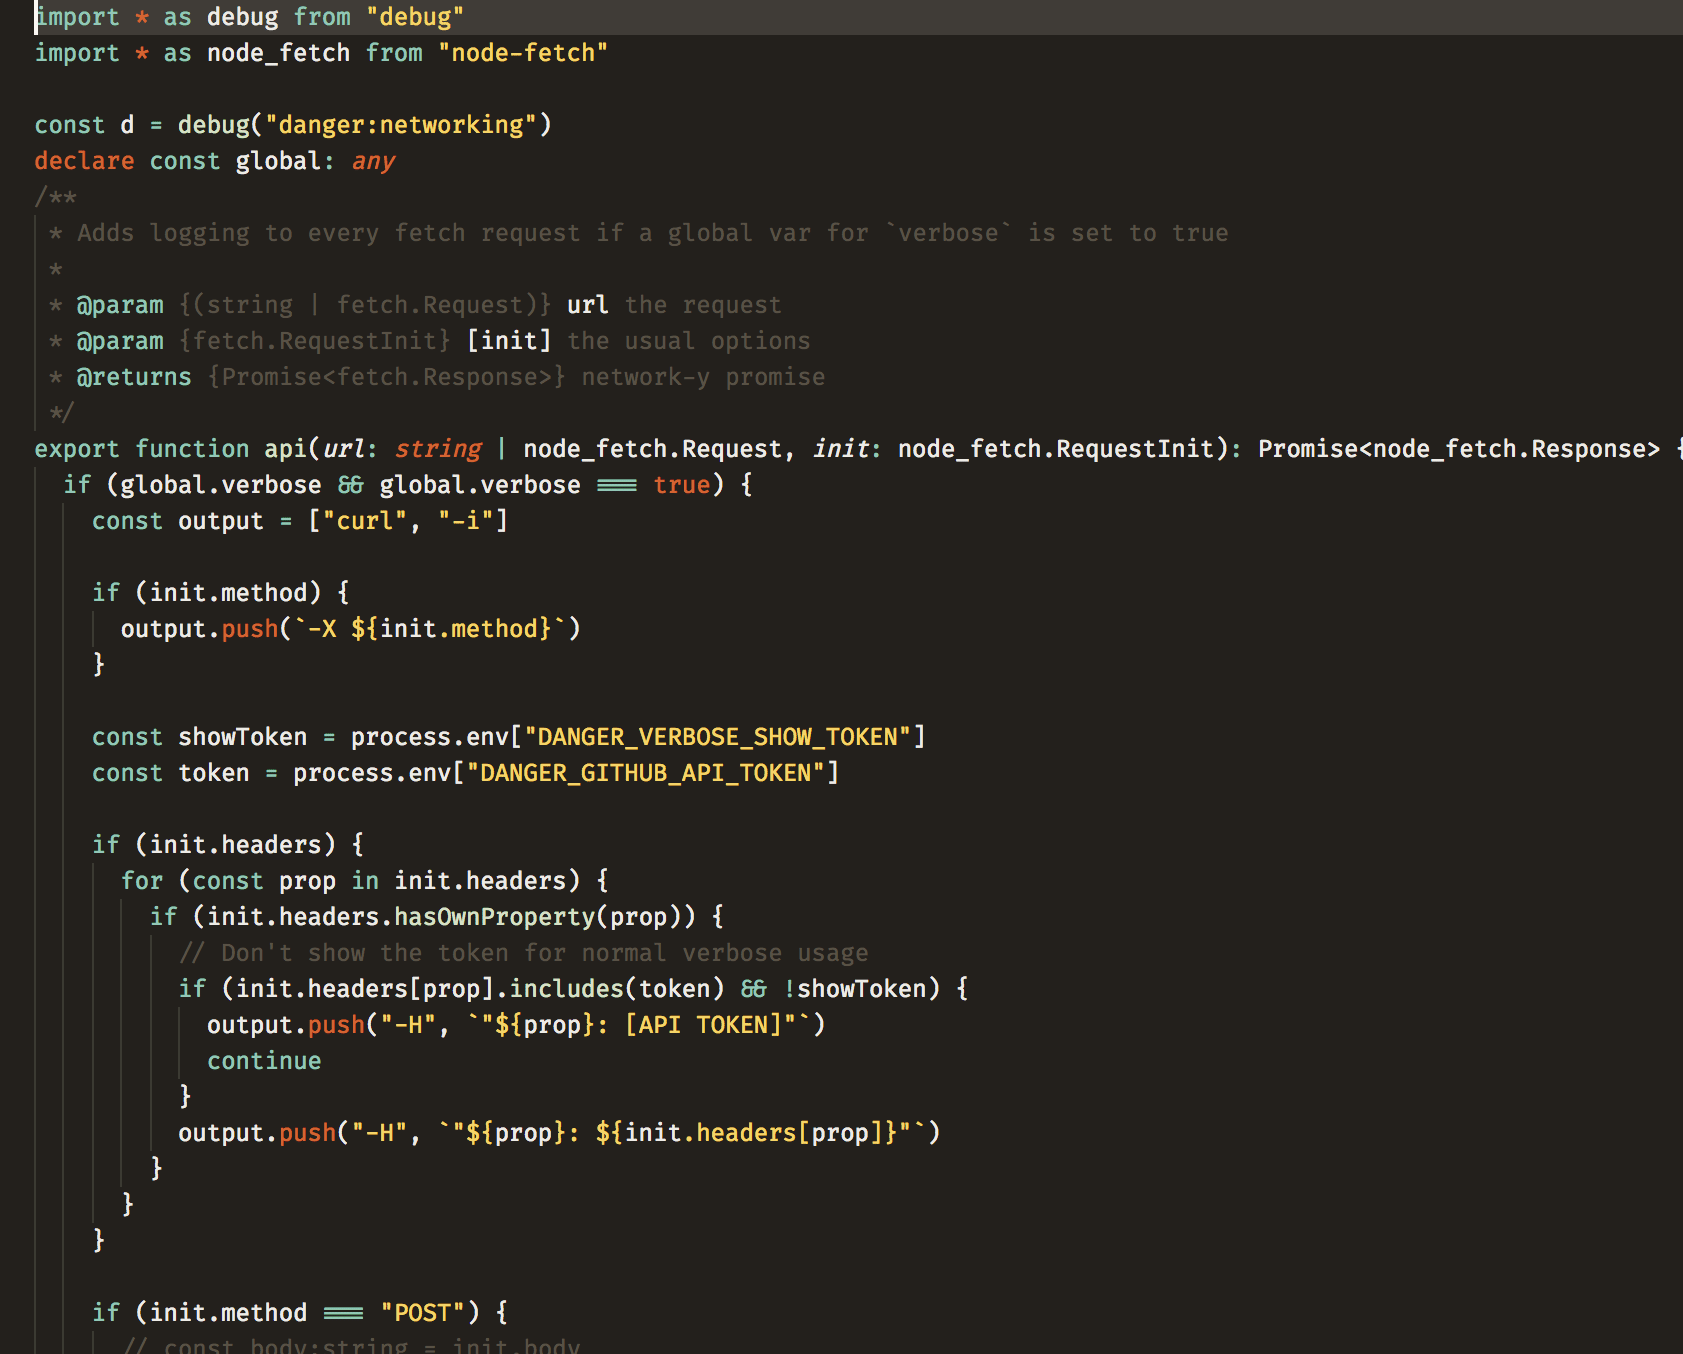 import * as debug from "debug"
import * as node_fetch from "node-fetch"
const d = debug("danger:networking")
declare const global: any
/**
* Adds logging to every fetch request if a global var for `verbose` is set to true
*
* @param {(string | fetch.Request)} url the request
* @param {fetch.RequestInit} [init] the usual options
* @returns {Promise<fetch.Response>} network-y promise
*/
export function api(url: string | node_fetch.Request, init: node_fetch.RequestInit): Promise<node_fetch.Response> {
if (global.verbose && global.verbose === true) {
const output = ["curl", "-i"]
if (init.method) {
output.push(`-X ${init.method}`)
}
const showToken = process.env["DANGER_VERBOSE_SHOW_TOKEN"]
const token = process.env["DANGER_GITHUB_API_TOKEN"]
if (init.headers) {
for (const prop in init.headers) {
if (init.headers.hasOwnProperty(prop)) {
// Don't show the token for normal verbose usage
if (init.headers[prop].includes(token) && !showToken) {
output.push("-H", `"${prop}: [API TOKEN]"`)
continue
}
output.push("-H", `"${prop}: ${init.headers[prop]}"`)
}
}
}
if (init.method === "POST") {
// const body:string = init.body